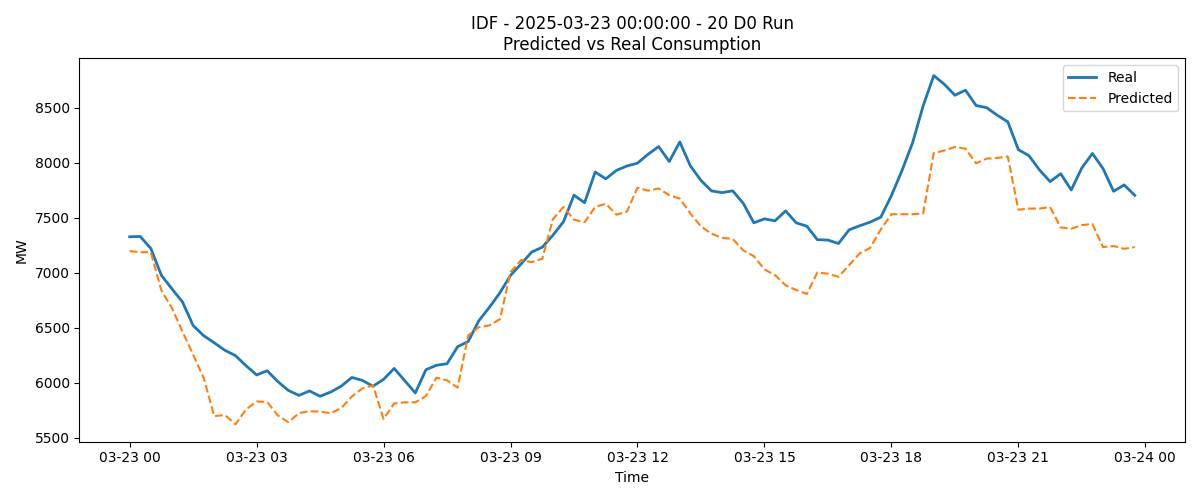 IDF - 2025-03-23 00:00:00 - 20 D0 Run
Predicted vs Real Consumption
Real
Predicted
MW
8500
8000
7500
7000
6500
6000
5500
03-23 00
03-23 03
03-23 06
03-23 09
03-23 12
03-23 15
03-23 18
03-23 21
03-24 00
Time